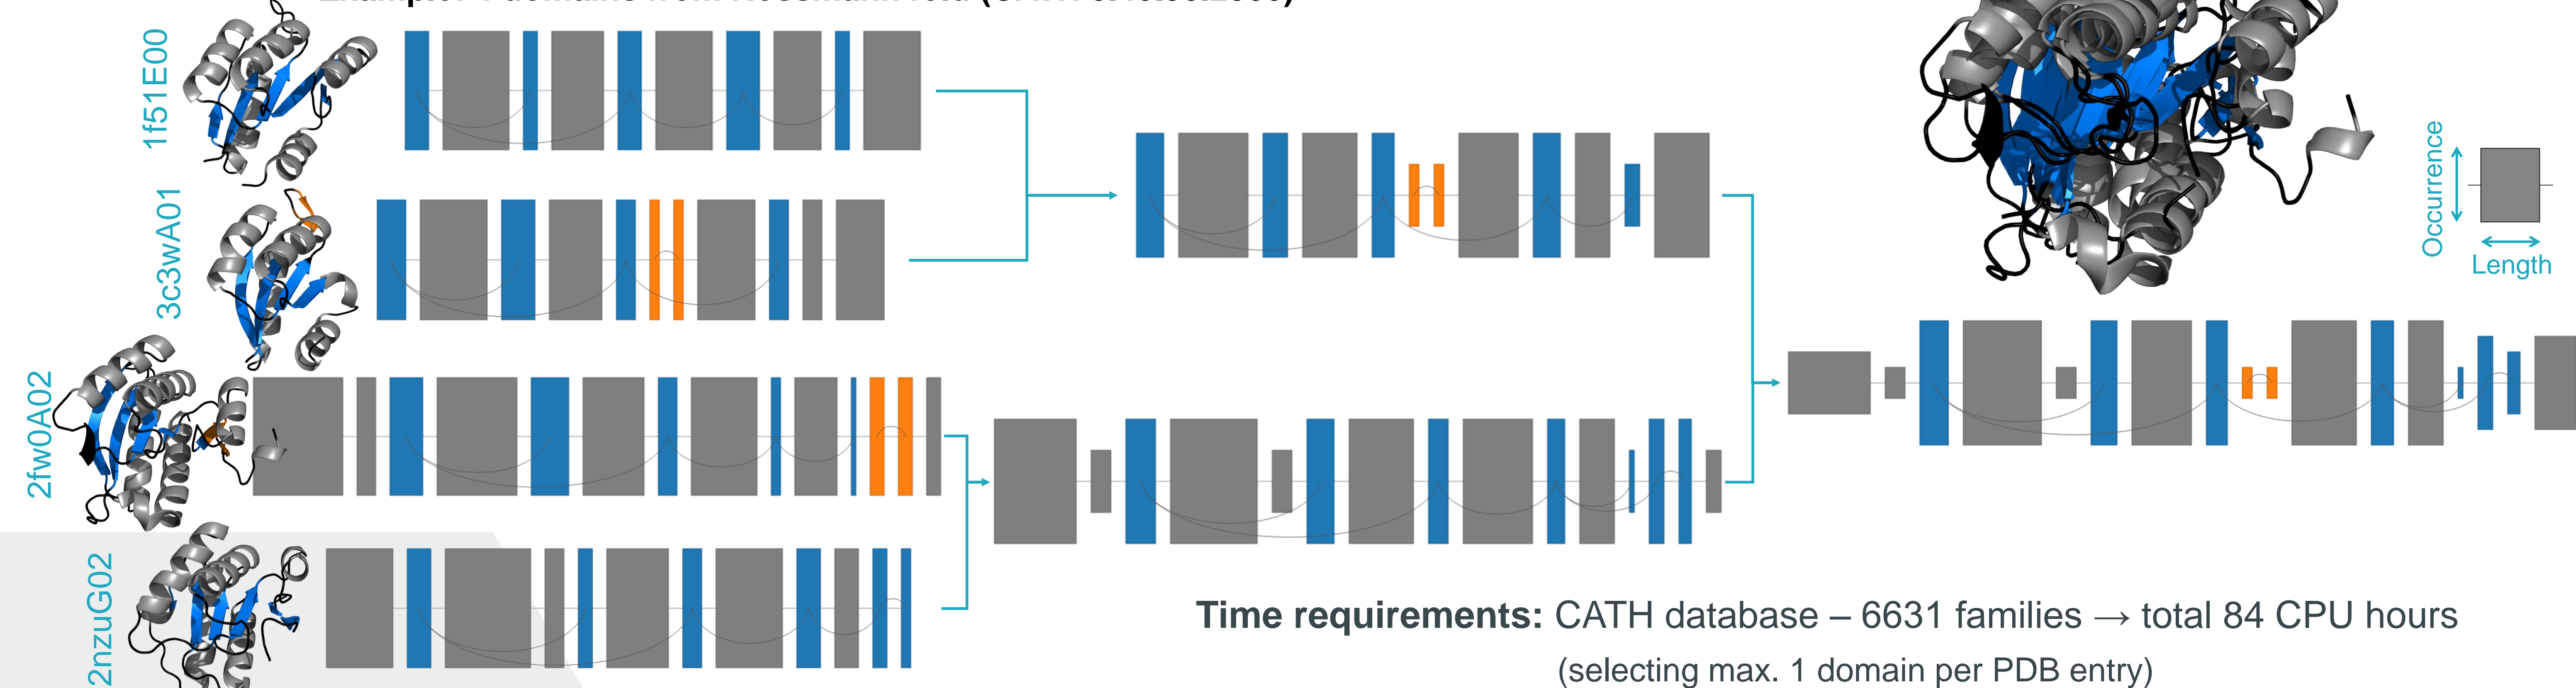 1f51E00
3c3wA01
2fw0A02
2nzuG02
Occurrence
Length
Time requirements: CATH database – 6631 families → total 84 CPU hours
(selecting max. 1 domain per PDB entry)